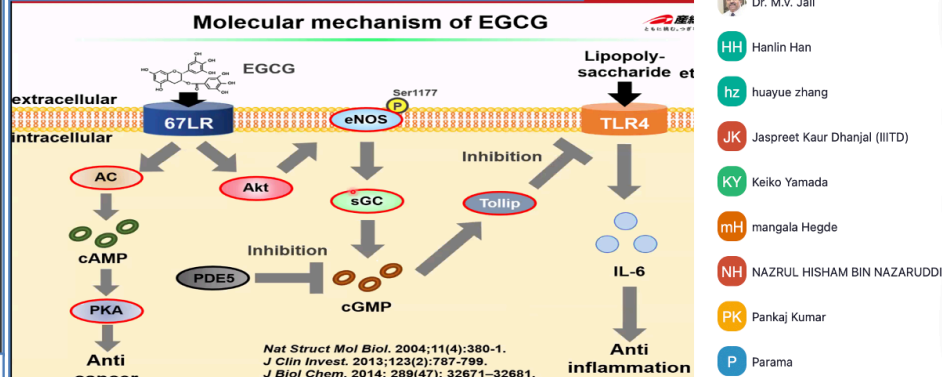 Molecular mechanism of EGCG
EGCG
Lipopoly-
saccharide et
extracellular
intracellular
67LR
Ser1177
P
eNOS
TLR4
AC
Akt
Inhibition
sGC
Tollip
cAMP
Inhibition
PDE5
cGMP
IL-6
PKA
Anti
Anti
inflammation
Nat Struct Mol Biol. 2004;11(4):380-1.
J Clin Invest. 2013;123(2):787-799.
J Biol Chem. 2014; 289(47): 32671–32681.
Dr. M.V. Jali
HH Hanlin Han
hz huayue zhang
JK Jaspreet Kaur Dhanjal (IIITD)
KY Keiko Yamada
mH mangala Hegde
NH NAZRUL HISHAM BIN NAZARUDDI
PK Pankaj Kumar
P Parama